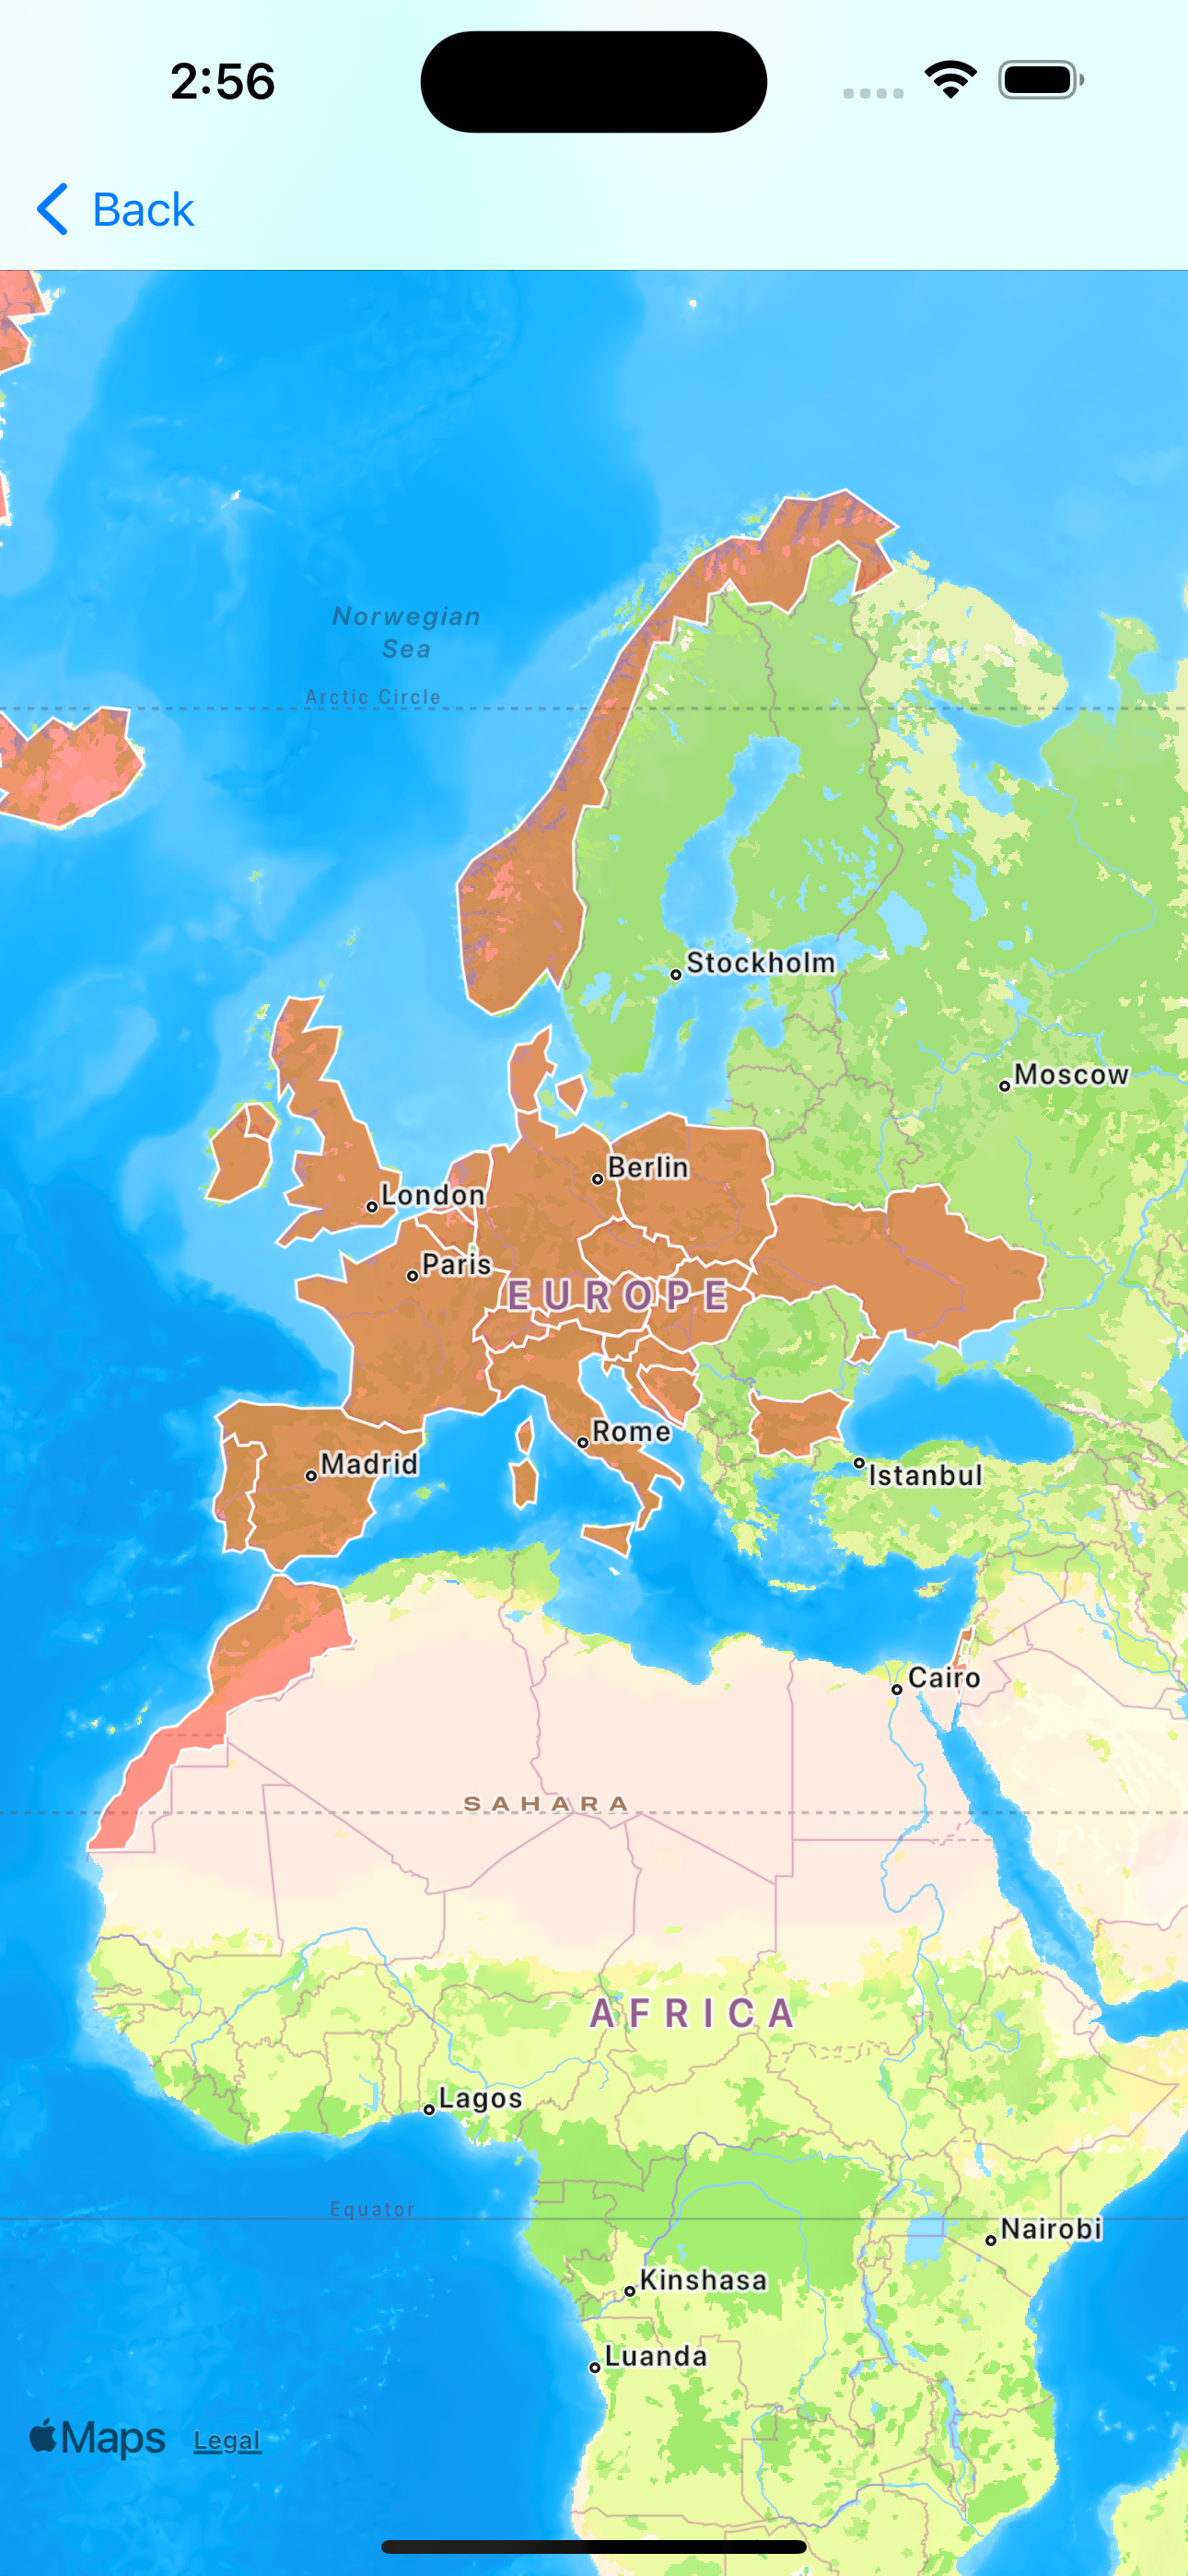 2:56
Back
Norwegian
Sea
Arctic Circle
Stockholm
Moscow
Berlin
London
Paris
EUROPE
Rome
Madrid
Istanbul
Cairo
SAHARA
AFRICA
Lagos
Equator
Nairobi
Kinshasa
Luanda
Maps Legal